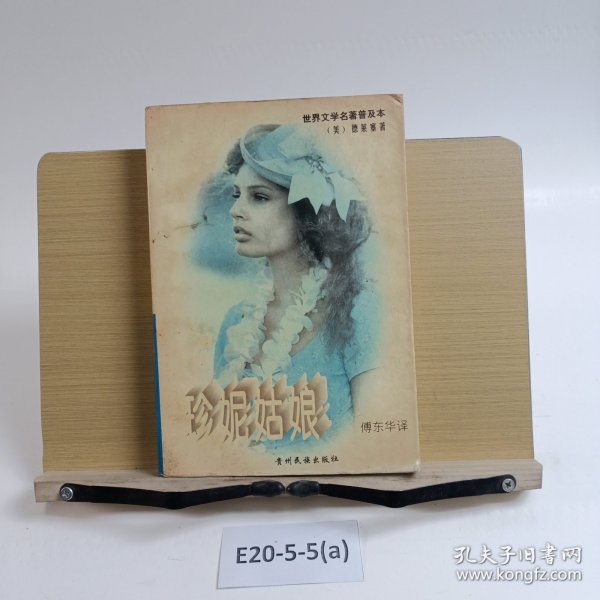 世界文学名著普及本
（美）德莱塞著
珍妮姑娘
傅东华译
贵州民族出版社
E20-5-5(a)
孔夫子旧书网
www.kongfz.com